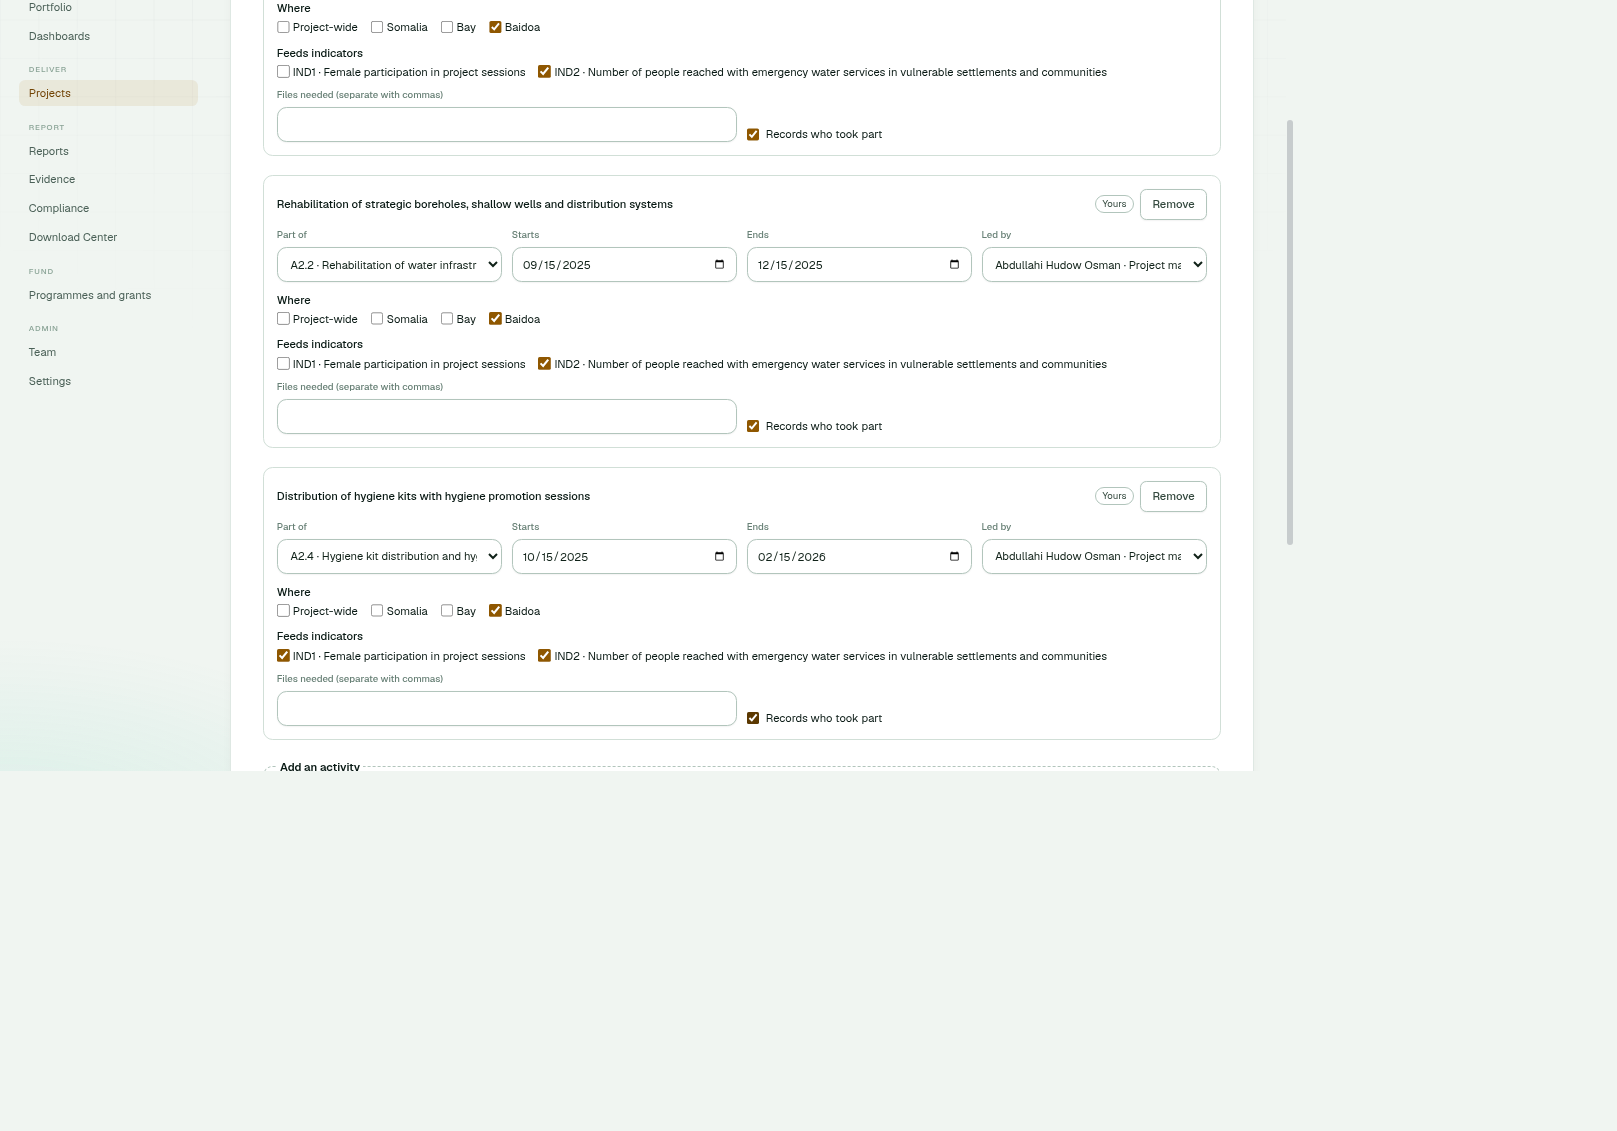 Portfolio
Dashboards
DELIVER
Projects
REPORT
Reports
Evidence
Compliance
Download Center
FUND
Programmes and grants
ADMIN
Team
Settings
Where
Project-wide Somalia Bay Baidoa
Feeds indicators
IND1 · Female participation in project sessions IND2 · Number of people reached with emergency water services in vulnerable settlements and communities
Files needed (separate with commas)
Records who took part
Rehabilitation of strategic boreholes, shallow wells and distribution systems Yours Remove
Part of Starts Ends Led by
A2.2 · Rehabilitation of water infrastr 09/15/2025 12/15/2025 Abdullahi Hudow Osman · Project ma
Where
Project-wide Somalia Bay Baidoa
Feeds indicators
IND1 · Female participation in project sessions IND2 · Number of people reached with emergency water services in vulnerable settlements and communities
Files needed (separate with commas)
Records who took part
Distribution of hygiene kits with hygiene promotion sessions Yours Remove
Part of Starts Ends Led by
A2.4 · Hygiene kit distribution and hyg 10/15/2025 02/15/2026 Abdullahi Hudow Osman · Project ma
Where
Project-wide Somalia Bay Baidoa
Feeds indicators
IND1 · Female participation in project sessions IND2 · Number of people reached with emergency water services in vulnerable settlements and communities
Files needed (separate with commas)
Records who took part
Add an activity